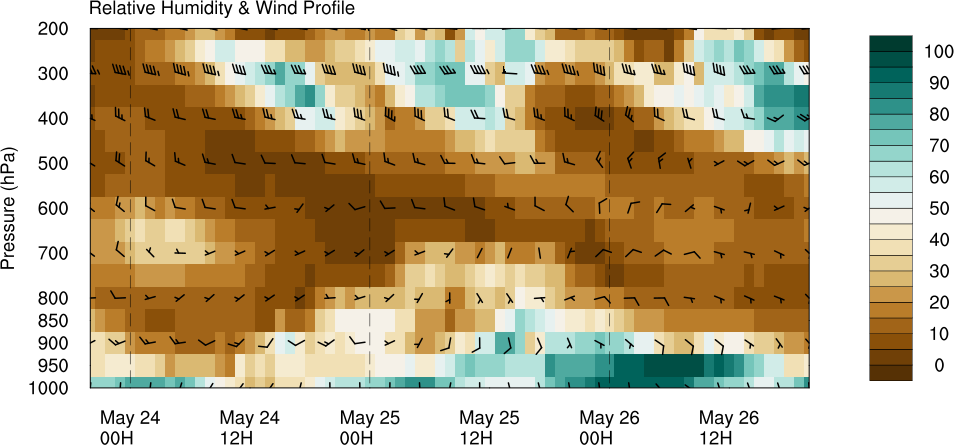 Relative Humidity & Wind Profile
Pressure (hPa)
200
300
400
500
600
700
800
850
900
950
1000
May 24 00H
May 24 12H
May 25 00H
May 25 12H
May 26 00H
May 26 12H
100
90
80
70
60
50
40
30
20
10
0